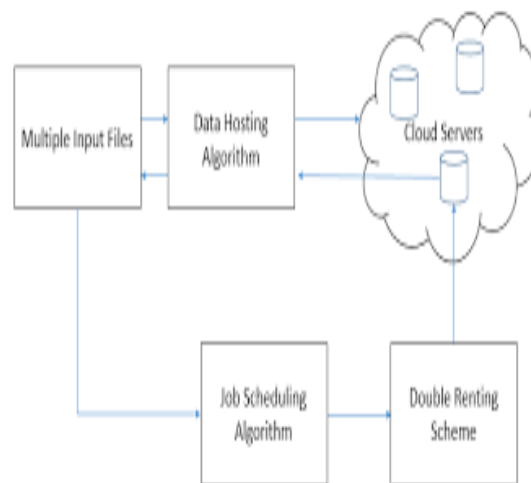 Multiple Input Files
Data Hosting
Algorithm
Cloud Servers
Job Scheduling
Algorithm
Double Renting
Scheme